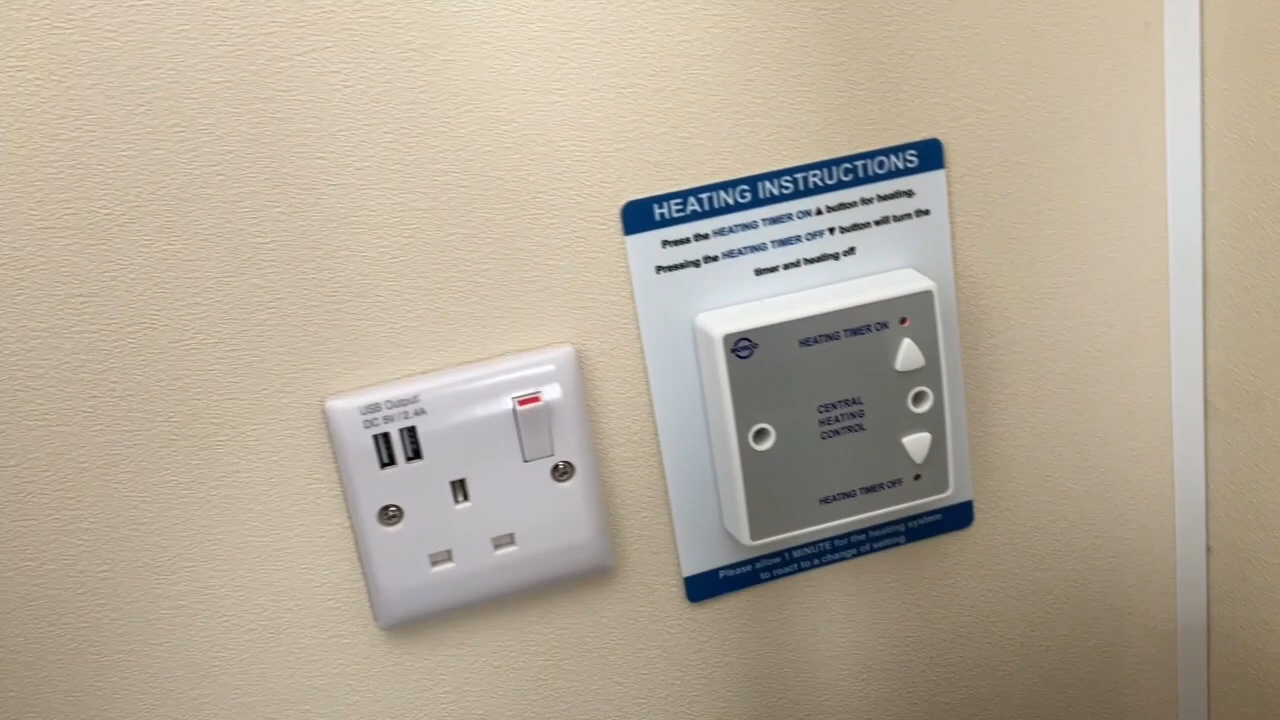 HEATING INSTRUCTIONS
Press the HEATING TIMER ON ▲ button for heating.
Pressing the HEATING TIMER OFF ▼ button will turn the
timer and heating off
HEATING TIMER ON
CENTRAL
HEATING
CONTROL
HEATING TIMER OFF
Please allow 1 MINUTE for the heating system
to react to a change of setting
USB Output:
DC 5V / 2.4A